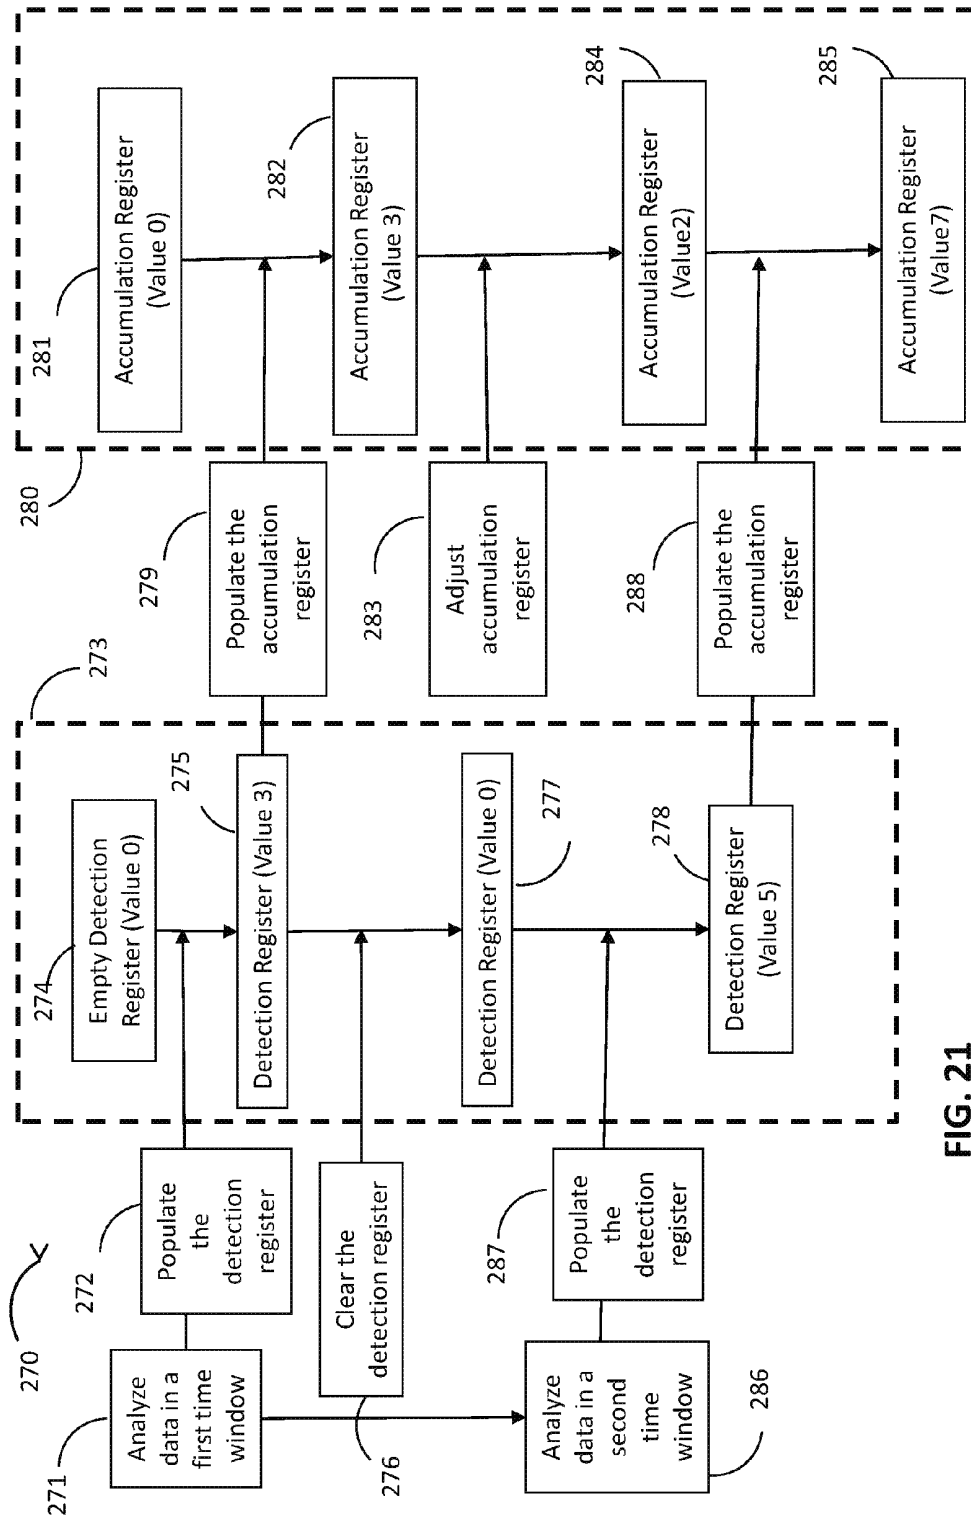 270
271
Analyze
data in a
first time
window
272
Populate
the
detection
register
276
Clear the
detection register
286
Analyze
data in a
second
time
window
287
Populate
the
detection
register
273
274
Empty Detection
Register (Value 0)
275
Detection Register (Value 3)
277
Detection Register (Value 0)
278
Detection Register
(Value 5)
279
Populate the
accumulation
register
283
Adjust
accumulation
register
288
Populate the
accumulation
register
280
281
Accumulation Register
(Value 0)
282
Accumulation Register
(Value 3)
284
Accumulation Register
(Value2)
285
Accumulation Register
(Value7)
FIG. 21